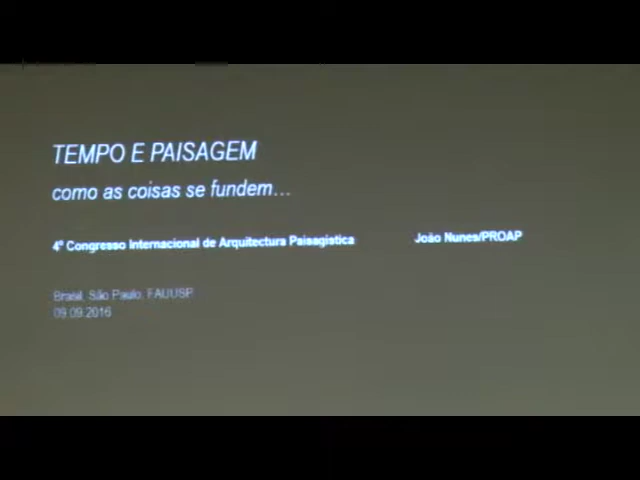 TEMPO E PAISAGEM
como as coisas se fundem...
4º Congresso Internacional de Arquitectura Paisagística João Nunes/PROAP
Brasil, São Paulo, FAUUSP
09.09.2016